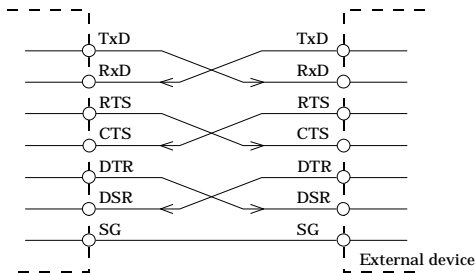 TxD TxD
RxD RxD
RTS RTS
CTS CTS
DTR DTR
DSR DSR
SG SG
External device